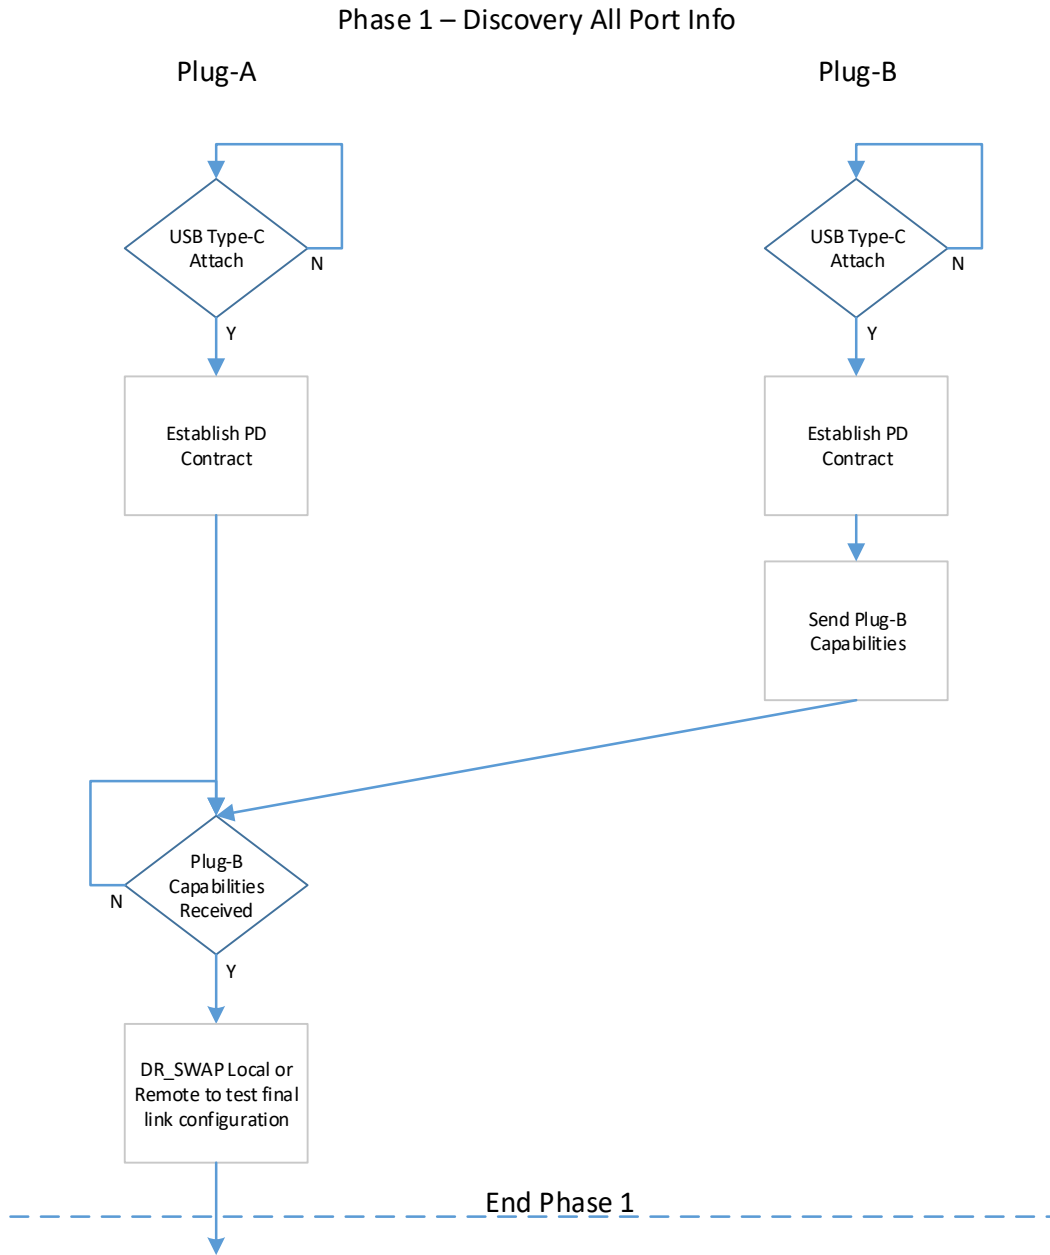 Phase 1 – Discovery All Port Info
Plug-A
Plug-B
USB Type-C
Attach
N
Y
USB Type-C
Attach
N
Y
Establish PD
Contract
Establish PD
Contract
Send Plug-B
Capabilities
Plug-B
Capabilities
Received
N
Y
DR_SWAP Local or
Remote to test final
link configuration
End Phase 1